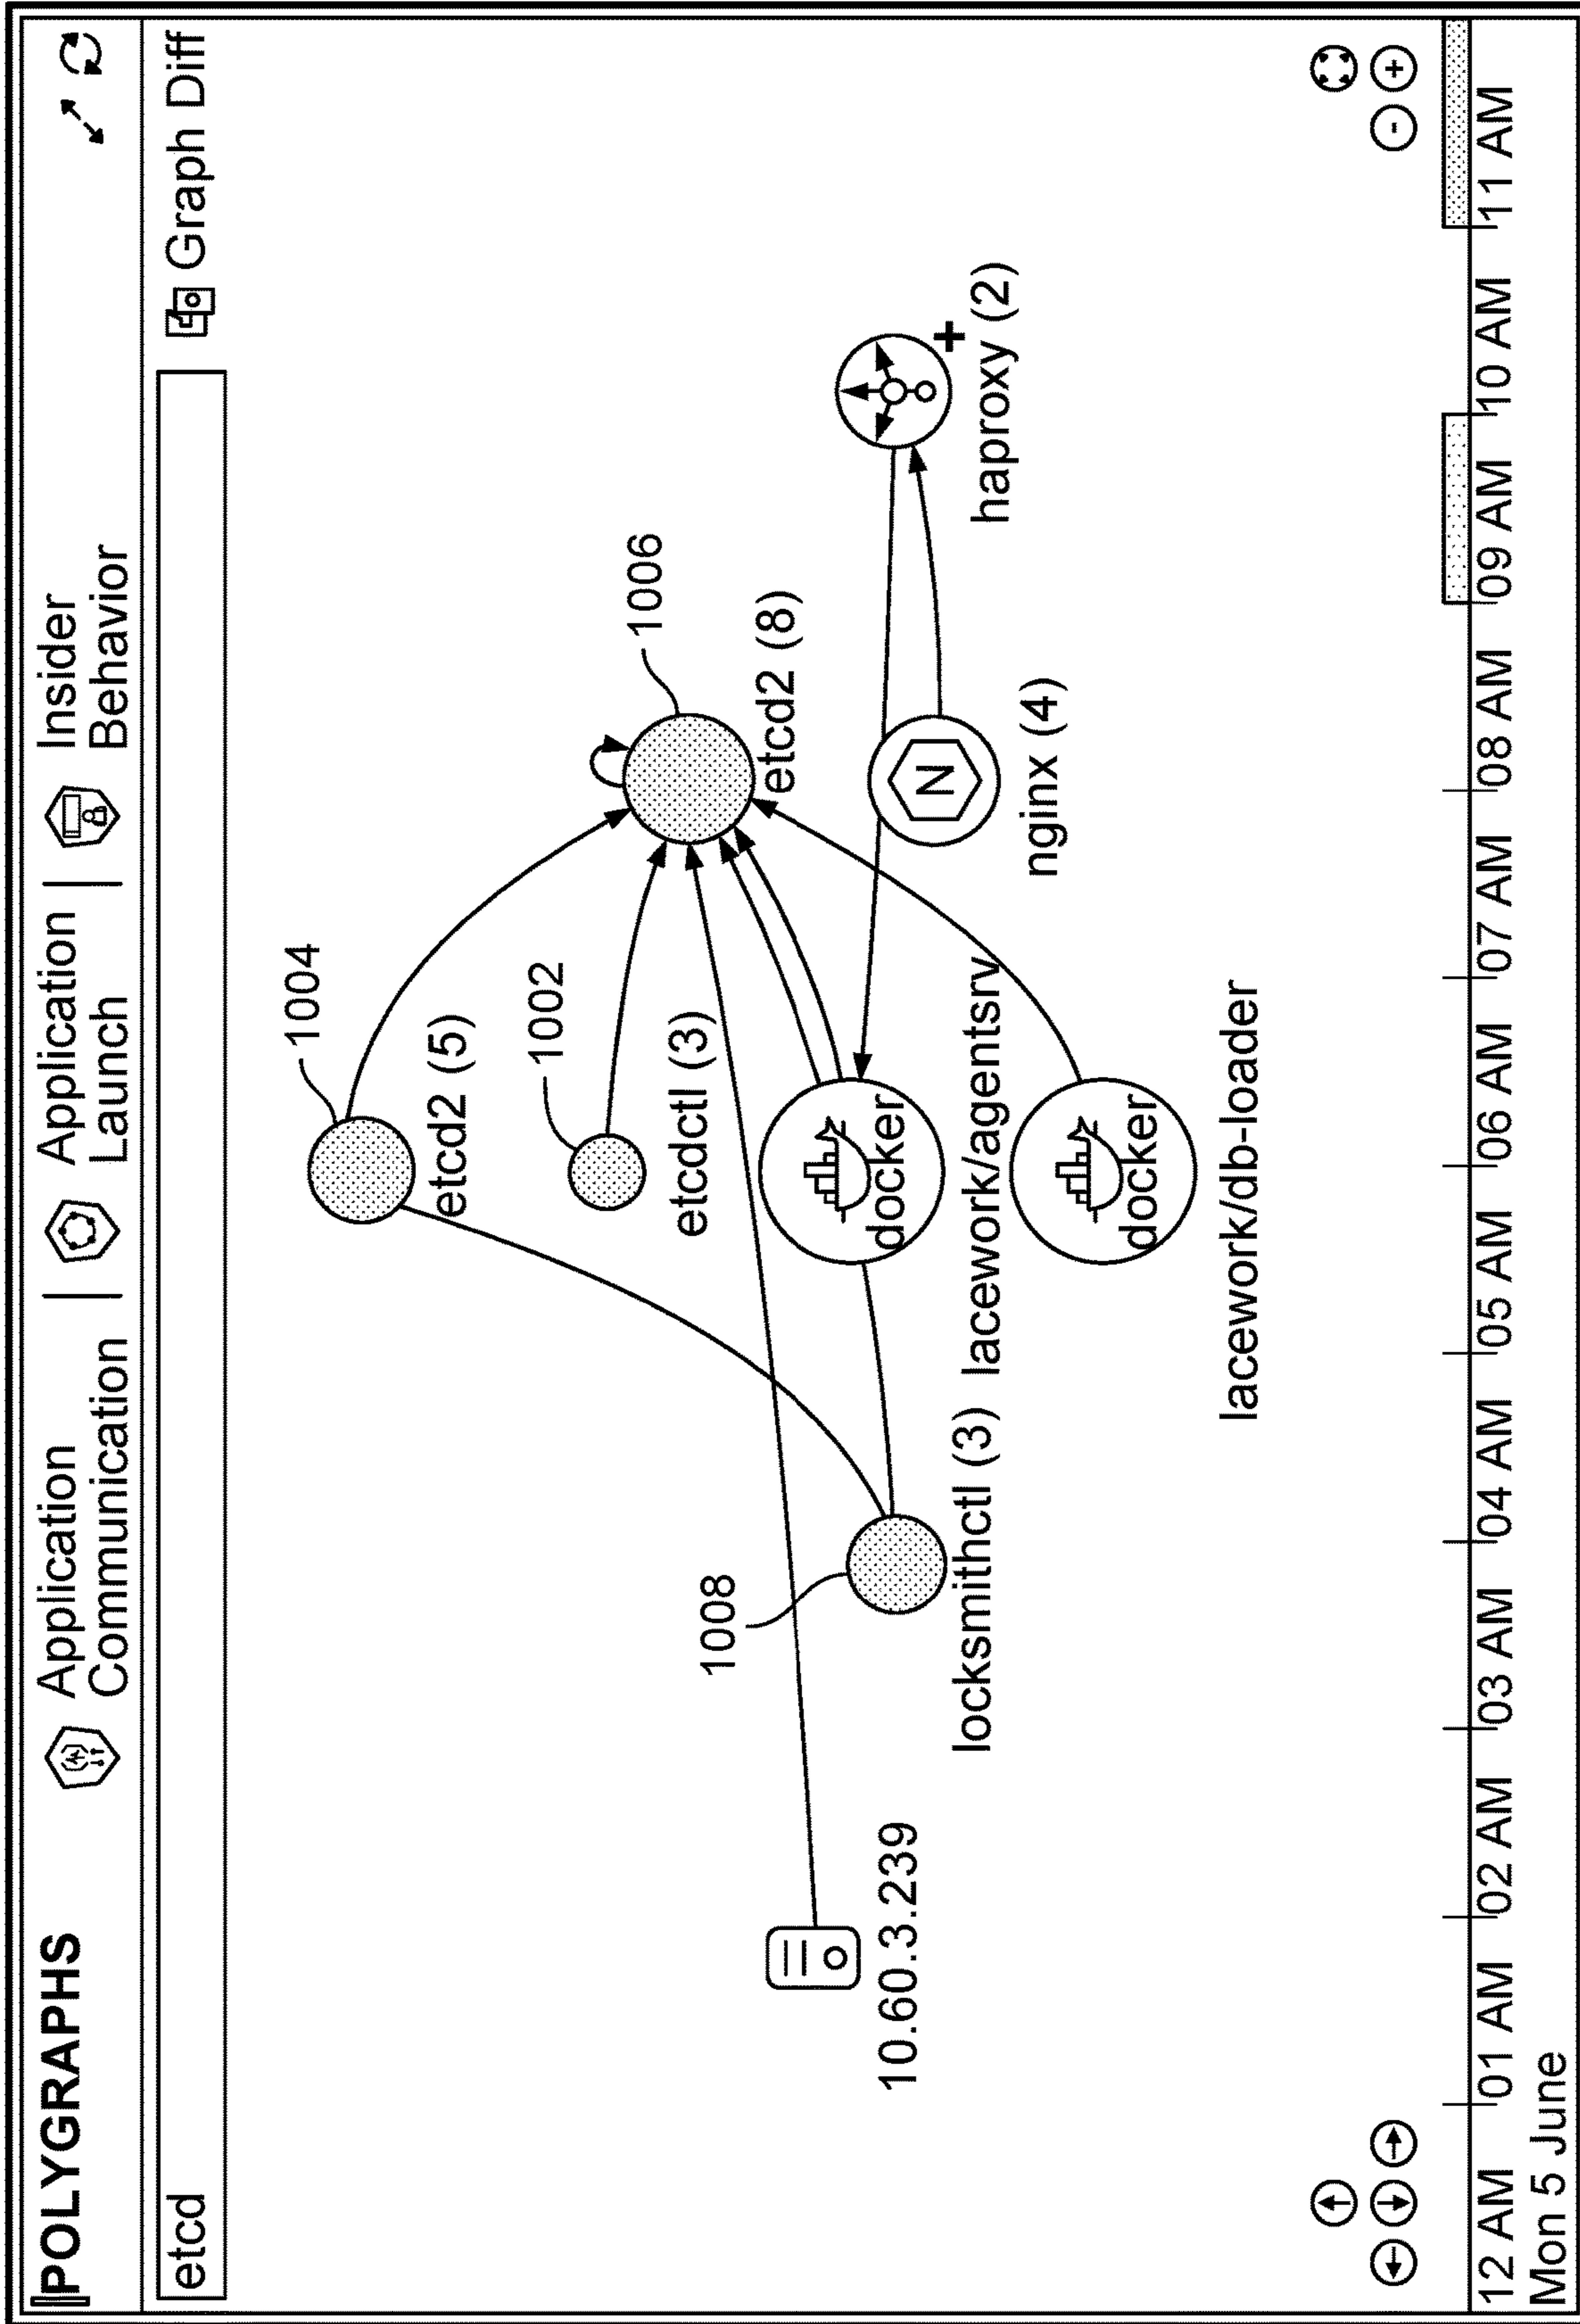 POLYGRAPHS
Application
Communication
Application
Launch
Insider
Behavior
etcd
Graph Diff
1004
etcd2 (5)
1002
etcdctl (3)
1006
etcd2 (8)
1008
locksmithctl (3)
10.60.3.239
docker
lacework/agentsrv
docker
lacework/db-loader
N
nginx (4)
haproxy (2)
12 AM 01 AM 02 AM 03 AM 04 AM 05 AM 06 AM 07 AM 08 AM 09 AM 10 AM 11 AM
Mon 5 June